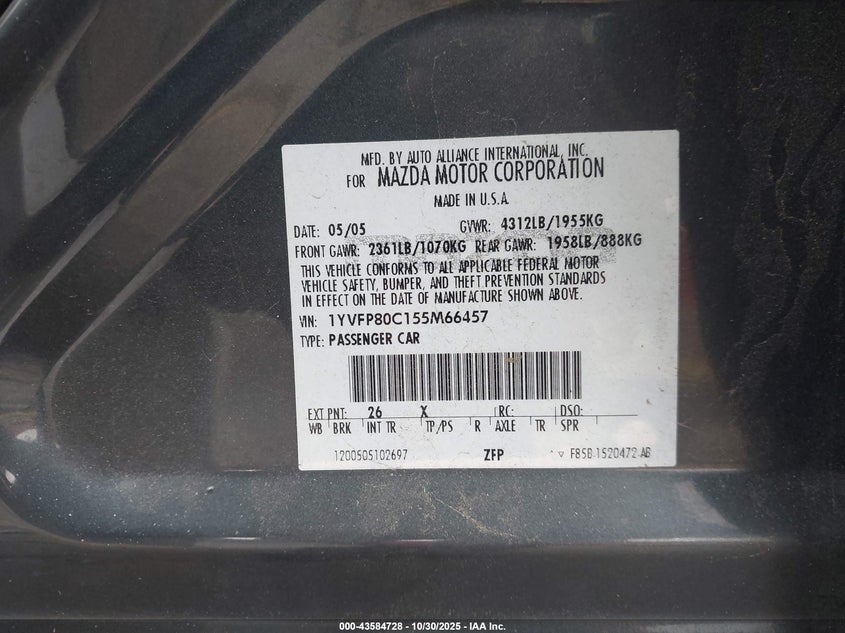 MFD. BY AUTO ALLIANCE INTERNATIONAL, INC.
FOR MAZDA MOTOR CORPORATION
MADE IN U.S.A.
DATE: 05/05 GVWR: 4312LB/1955KG
FRONT GAWR: 2361LB/1070KG REAR GAWR: 1958LB/888KG
THIS VEHICLE CONFORMS TO ALL APPLICABLE FEDERAL MOTOR
VEHICLE SAFETY, BUMPER, AND THEFT PREVENTION STANDARDS
IN EFFECT ON THE DATE OF MANUFACTURE SHOWN ABOVE.
VIN: 1YVFP80C155M66457
TYPE: PASSENGER CAR
EXT PNT: 26 X RC: DSO:
WB BRK INT TR TP/PS R AXLE TR SPR
1200505102697 ZFP F85B-1520472-AB
000-43584728 - 10/30/2025 - IAA Inc.